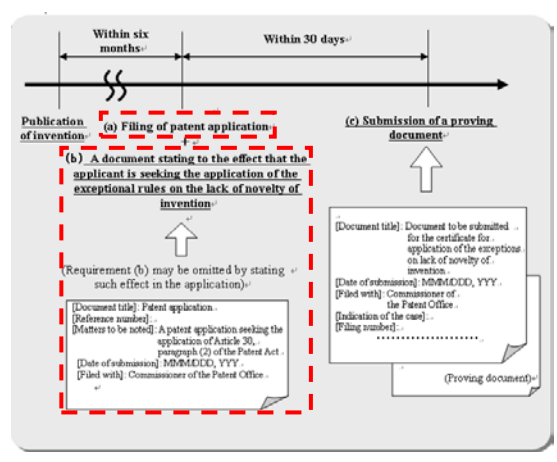 Within six
months
Within 30 days
Publication
of invention
(a) Filing of patent application
+
(b) A document stating to the effect that the
applicant is seeking the application of the
exceptional rules on the lack of novelty of
invention
(Requirement (b) may be omitted by stating
such effect in the application)
[Document title]: Patent application
[Reference number]:
[Matters to be noted]: A patent application seeking the
application of Article 30,
paragraph (2) of the Patent Act
[Date of submission]: MMM/DDD, YYY
[Filed with]: Commissioner of the Patent Office
(c) Submission of a proving
document
[Document title]: Document to be submitted
for the certificate for
application of the exceptions
on lack of novelty of
invention
[Date of submission]: MMM/DDD, YYY
[Filed with]: Commissioner of
the Patent Office
[Indication of the case]:
[Filing number]:
(Proving document)